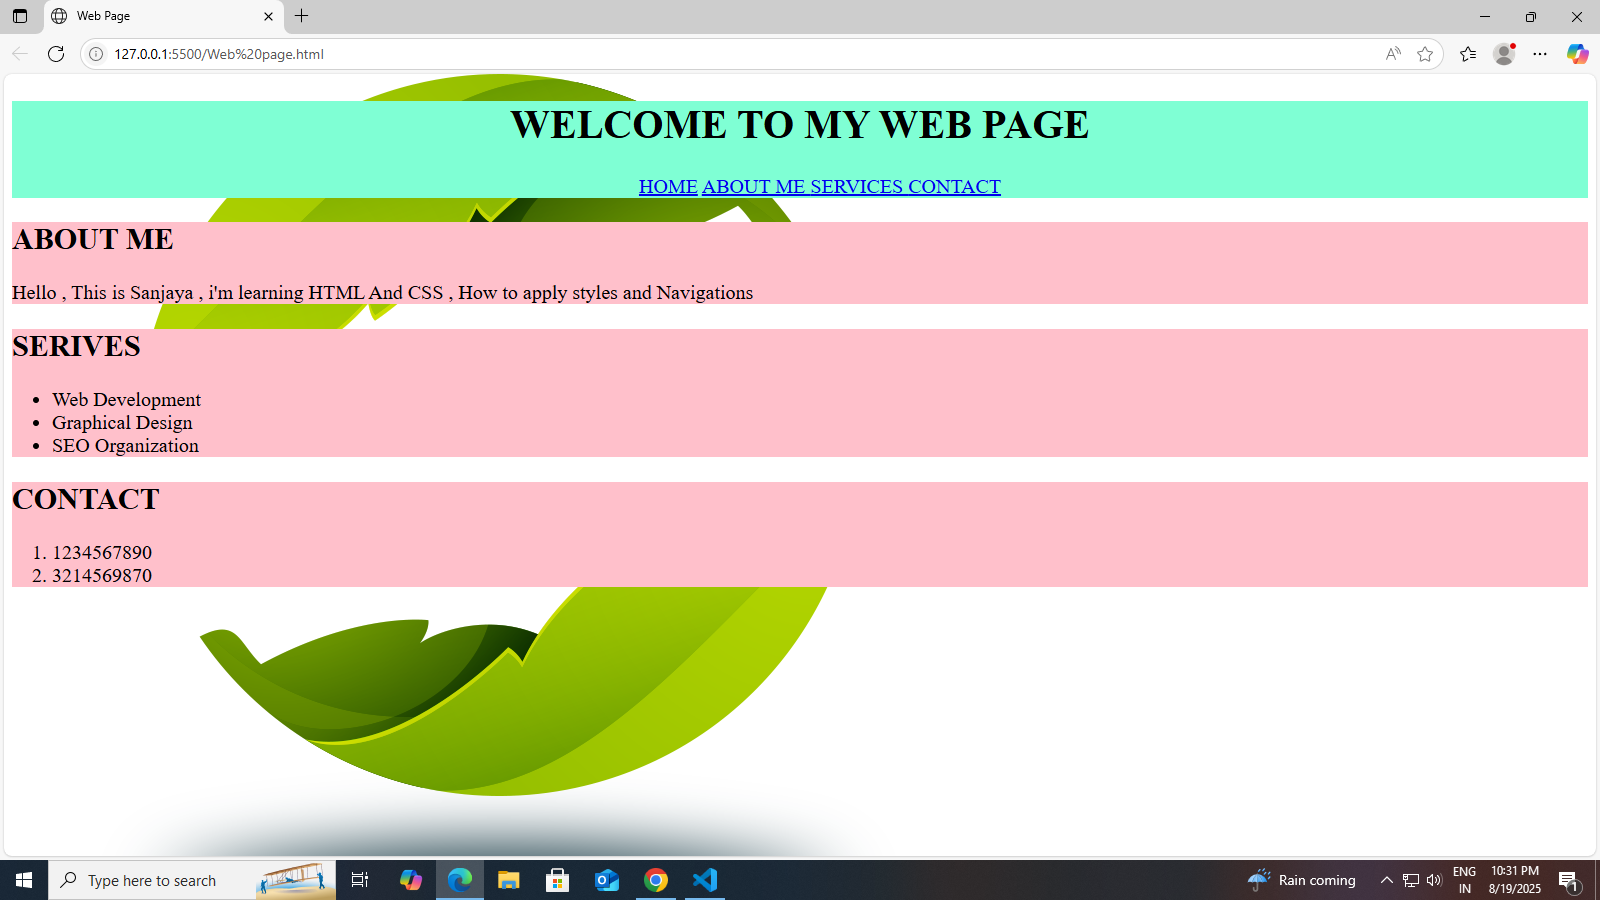 Web Page
127.0.0.1:5500/Web%20page.html
WELCOME TO MY WEB PAGE
HOME ABOUT ME SERVICES CONTACT
ABOUT ME
Hello , This is Sanjaya , i'm learning HTML And CSS , How to apply styles and Navigations
SERIVES
• Web Development
• Graphical Design
• SEO Organization
CONTACT
1. 1234567890
2. 3214569870
Type here to search
Rain coming
ENG
IN
10:31 PM
8/19/2025
1